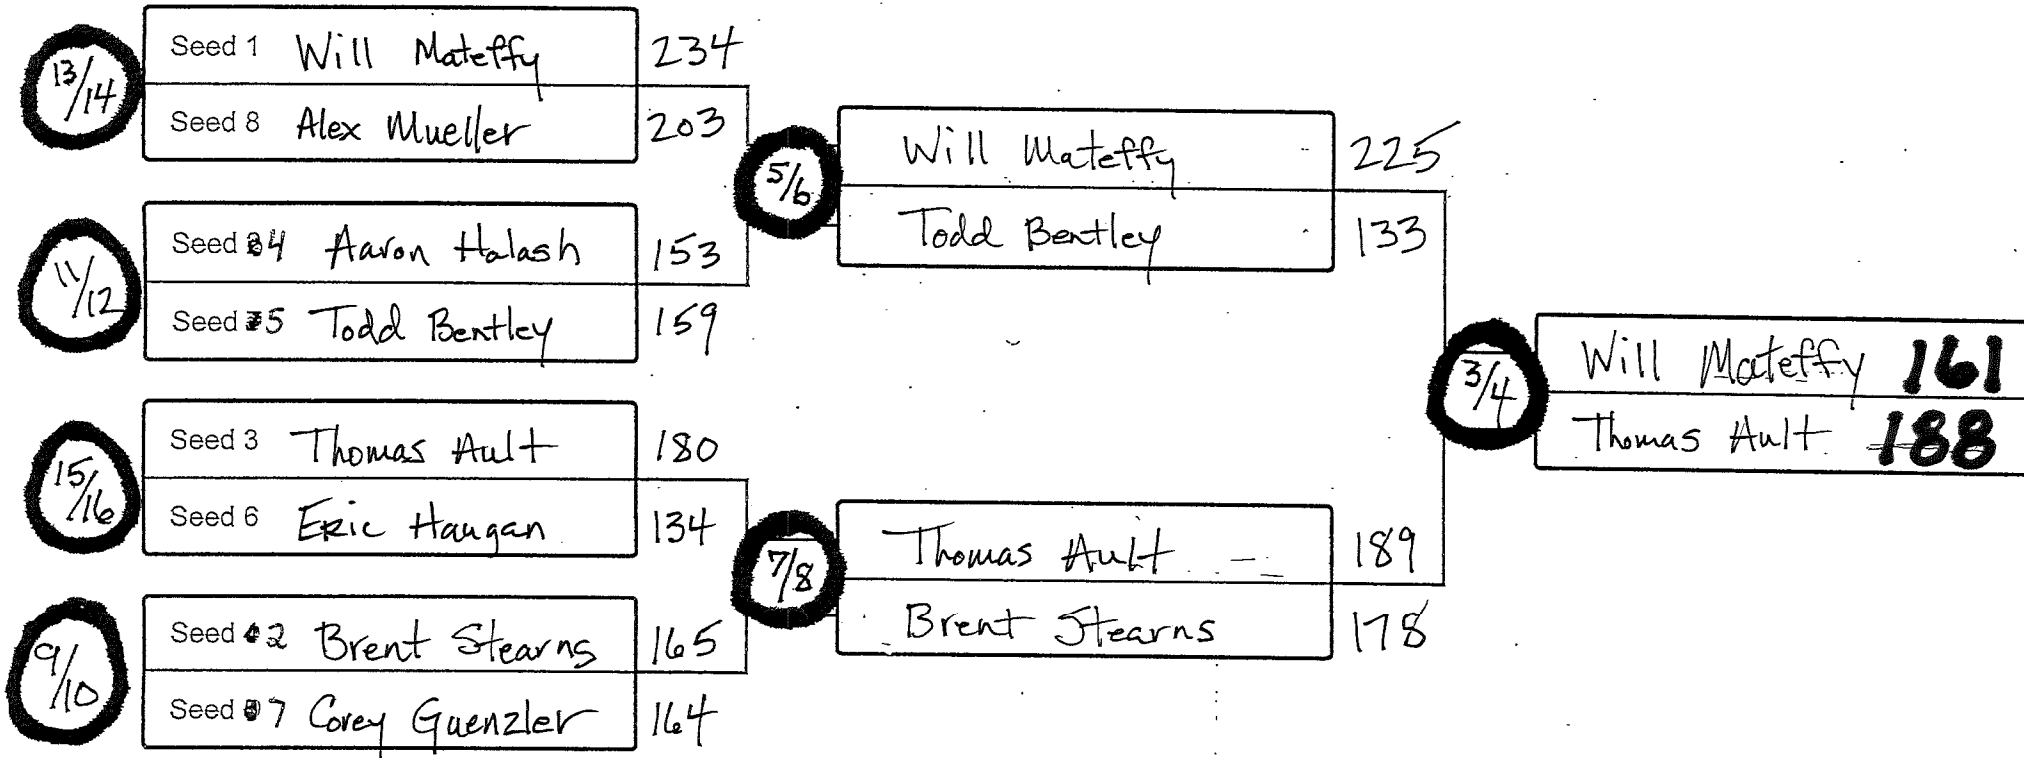 13/14
Seed 1 Will Mateffy 234
Seed 8 Alex Mueller 203
11/12
Seed 4 Aaron Halash 153
Seed 5 Todd Bentley 159
15/16
Seed 3 Thomas Ault 180
Seed 6 Eric Haugan 134
9/10
Seed 2 Brent Stearns 165
Seed 7 Corey Guenzler 164
5/6
Will Mateffy 225
Todd Bentley 133
7/8
Thomas Ault 189
Brent Stearns 178
3/4
Will Mateffy 161
Thomas Ault 188